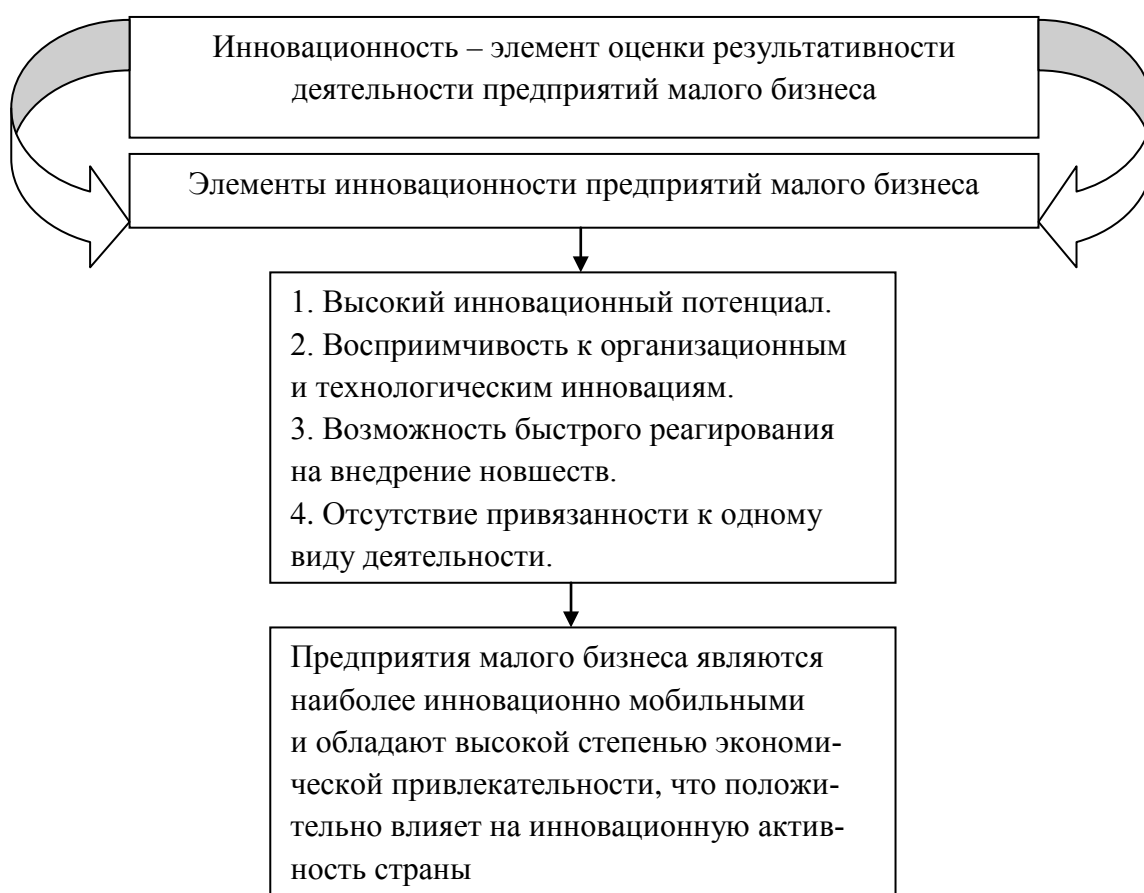 Инновационность – элемент оценки результативности
деятельности предприятий малого бизнеса
Элементы инновационности предприятий малого бизнеса
1. Высокий инновационный потенциал.
2. Восприимчивость к организационным
и технологическим инновациям.
3. Возможность быстрого реагирования
на внедрение новшеств.
4. Отсутствие привязанности к одному
виду деятельности.
Предприятия малого бизнеса являются
наиболее инновационно мобильными
и обладают высокой степенью экономи-
ческой привлекательности, что положи-
тельно влияет на инновационную актив-
ность страны